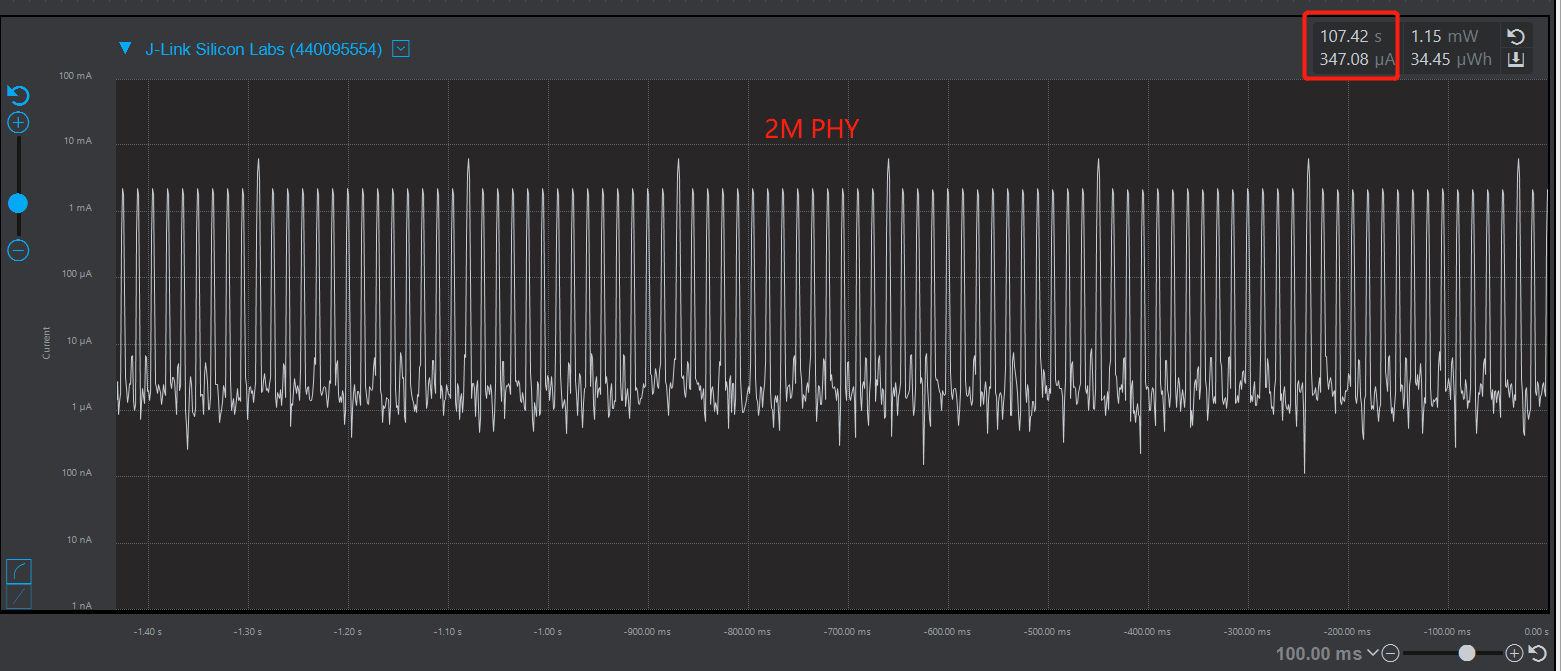 J-Link Silicon Labs (440095554)
107.42 s
347.08 µA
1.15 mW
34.45 µWh
2M PHY
100 mA
10 mA
1 mA
100 µA
10 µA
1 µA
100 nA
10 nA
1 nA
Current
-1.40 s
-1.30 s
-1.20 s
-1.10 s
-1.00 s
-900.00 ms
-800.00 ms
-700.00 ms
-600.00 ms
-500.00 ms
-400.00 ms
-300.00 ms
-200.00 ms
-100.00 ms
0.00 s
100.00 ms